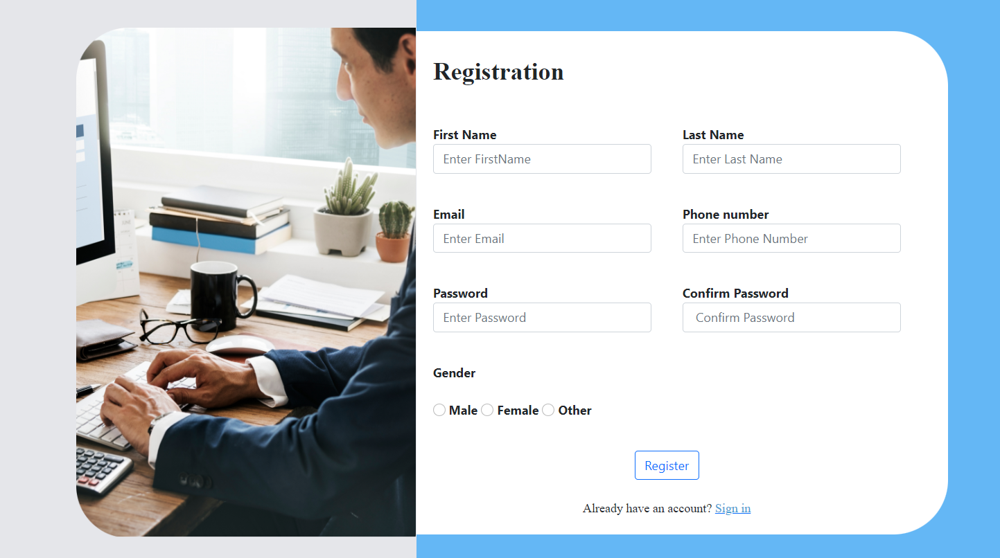 Registration
First Name Last Name
Enter FirstName Enter Last Name
Email Phone number
Enter Email Enter Phone Number
Password Confirm Password
Enter Password Confirm Password
Gender
Male Female Other
Register
Already have an account? Sign in